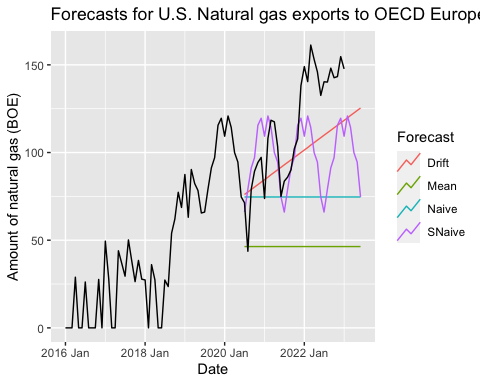 Forecasts for U.S. Natural gas exports to OECD Europe
Amount of natural gas (BOE)
150
100
50
0
2016 Jan 2018 Jan 2020 Jan 2022 Jan
Date
Forecast
Drift
Mean
Naive
SNaive